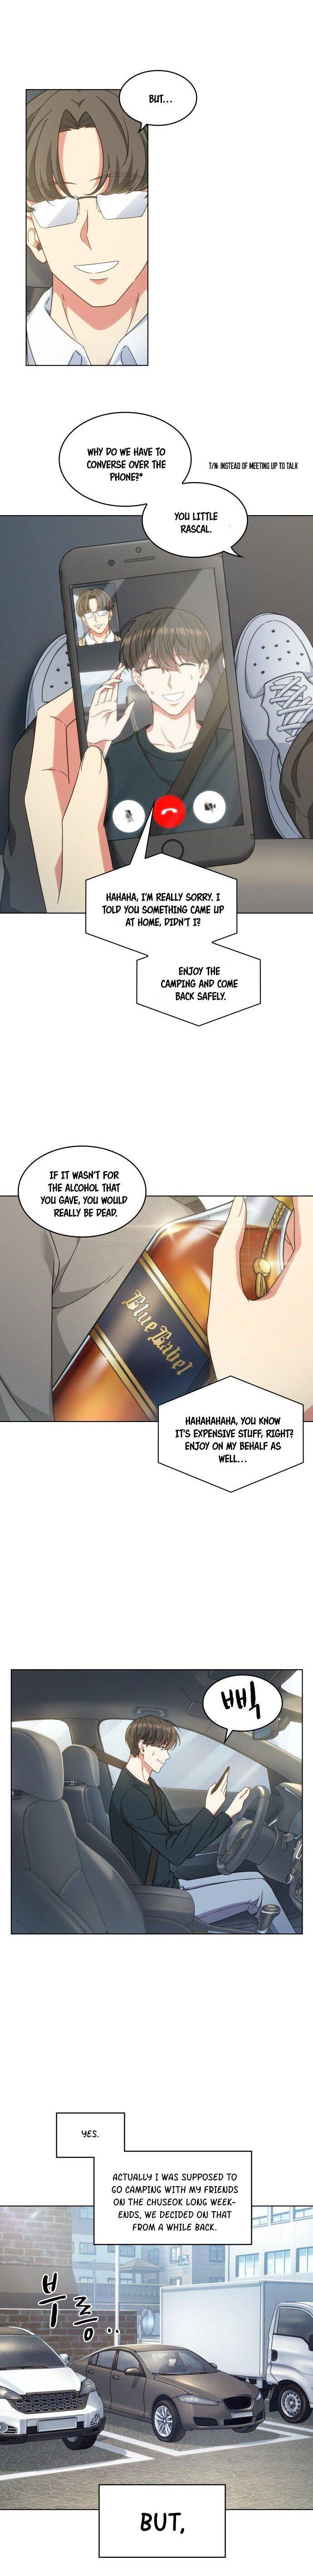 BUT...
WHY DO WE HAVE TO
CONVERSE OVER THE
PHONE?*
T/N: INSTEAD OF MEETING UP TO TALK
YOU LITTLE
RASCAL.
HAHAHA, I'M REALLY SORRY. I
TOLD YOU SOMETHING CAME UP
AT HOME, DIDN'T I?
ENJOY THE
CAMPING AND COME
BACK SAFELY.
IF IT WASN'T FOR
THE ALCOHOL THAT
YOU GAVE, YOU WOULD
REALLY BE DEAD.
Blue Babel
HAHAHAHAHA, YOU KNOW
IT'S EXPENSIVE STUFF, RIGHT?
ENJOY ON MY BEHALF AS
WELL...
뻑
YES.
ACTUALLY I WAS SUPPOSED TO
GO CAMPING WITH MY FRIENDS
ON THE CHUSEOK LONG WEEK-
ENDS, WE DECIDED ON THAT
FROM A WHILE BACK.
부릉..
BUT,